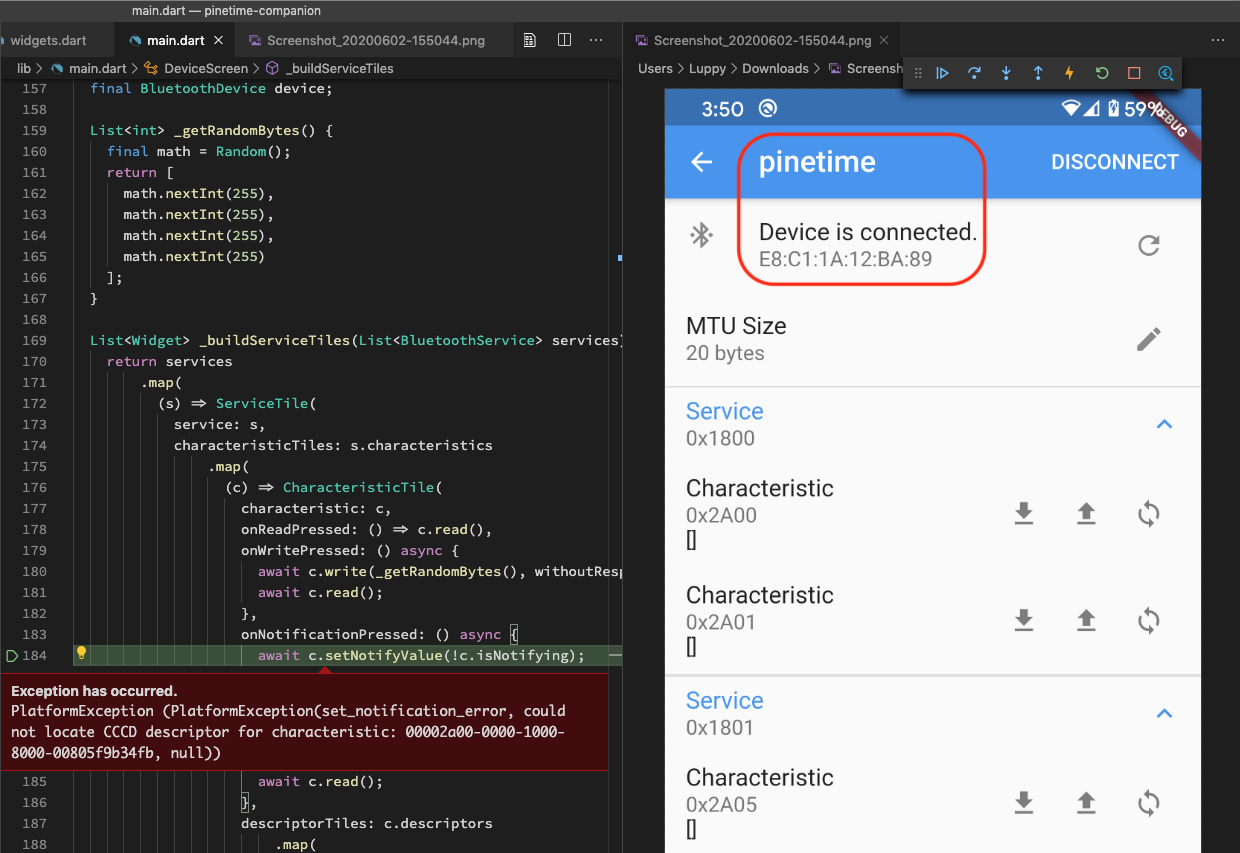 main.dart — pinetime-companion
widgets.dart
main.dart
Screenshot_20200602-155044.png
Screenshot_20200602-155044.png
lib > main.dart > DeviceScreen > _buildServiceTiles
Users > Luppy > Downloads > Screensh
157 final BluetoothDevice device;
158
159 List<int> _getRandomBytes() {
160 final math = Random();
161 return [
162 math.nextInt(255),
163 math.nextInt(255),
164 math.nextInt(255),
165 math.nextInt(255)
166 ];
167 }
168
169 List<Widget> _buildServiceTiles(List<BluetoothService> services)
170 return services
171 .map(
172 (s) => ServiceTile(
173 service: s,
174 characteristicTiles: s.characteristics
175 .map(
176 (c) => CharacteristicTile(
177 characteristic: c,
178 onReadPressed: () => c.read(),
179 onWritePressed: () async {
180 await c.write(_getRandomBytes(), withoutResp
181 await c.read();
182 },
183 onNotificationPressed: () async {
184 await c.setNotifyValue(!c.isNotifying);
Exception has occurred.
PlatformException (PlatformException(set_notification_error, could
not locate CCCD descriptor for characteristic: 00002a00-0000-1000-
8000-00805f9b34fb, null))
185 await c.read();
186 },
187 descriptorTiles: c.descriptors
188 .map(
3:50
59%
DEBUG
pinetime
DISCONNECT
Device is connected.
E8:C1:1A:12:BA:89
MTU Size
20 bytes
Service
0x1800
Characteristic
0x2A00
[]
Characteristic
0x2A01
[]
Service
0x1801
Characteristic
0x2A05
[]